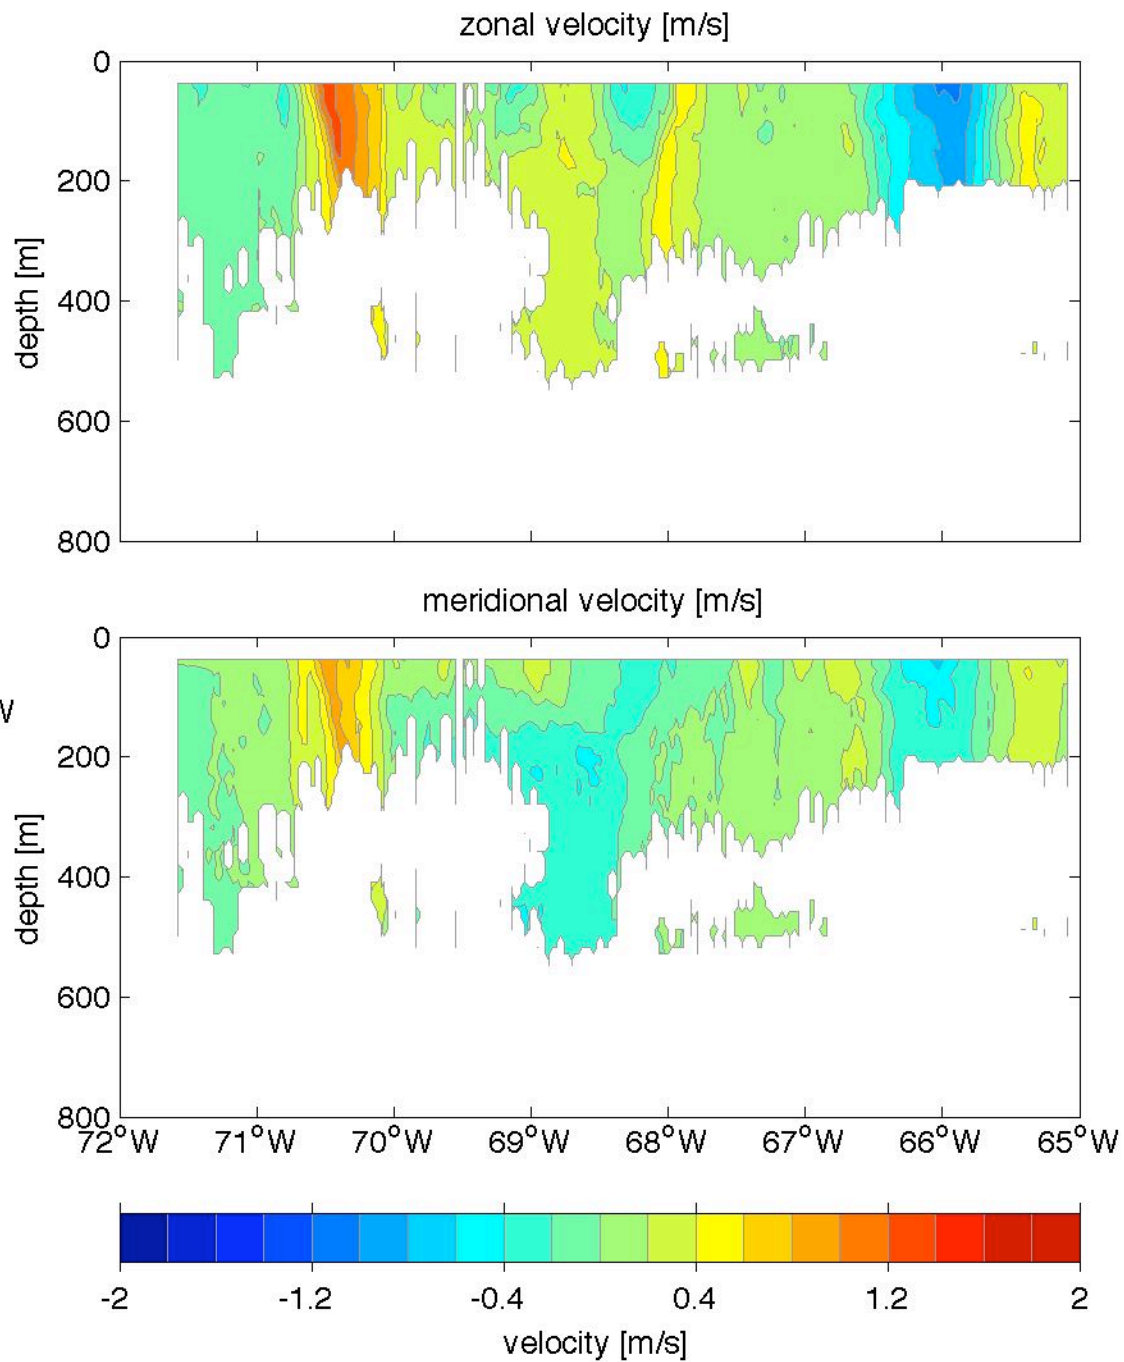 zonal velocity [m/s]
0
200
400
600
800
depth [m]
meridional velocity [m/s]
0
200
400
600
800
depth [m]
W
72°W 71°W 70°W 69°W 68°W 67°W 66°W 65°W
-2 -1.2 -0.4 0.4 1.2 2
velocity [m/s]